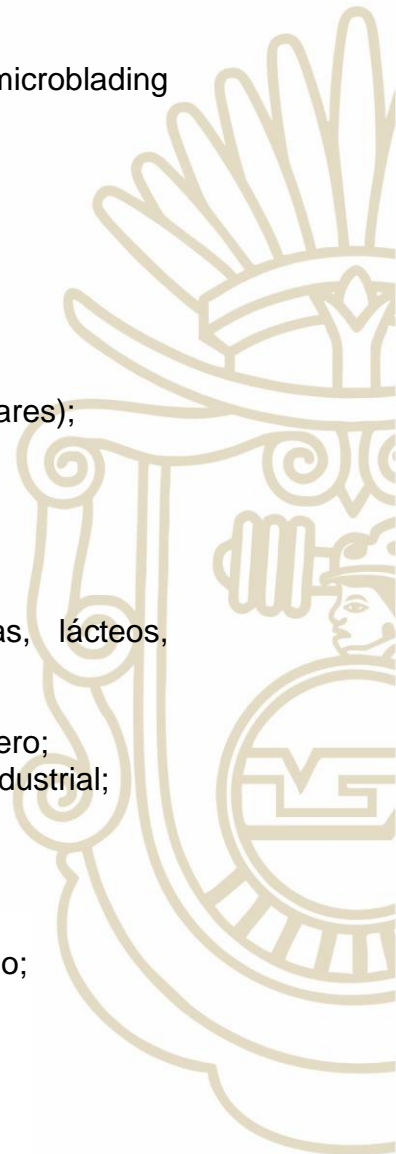 microblading
ares);
as, lácteos,
ero;
dustrial;
o;